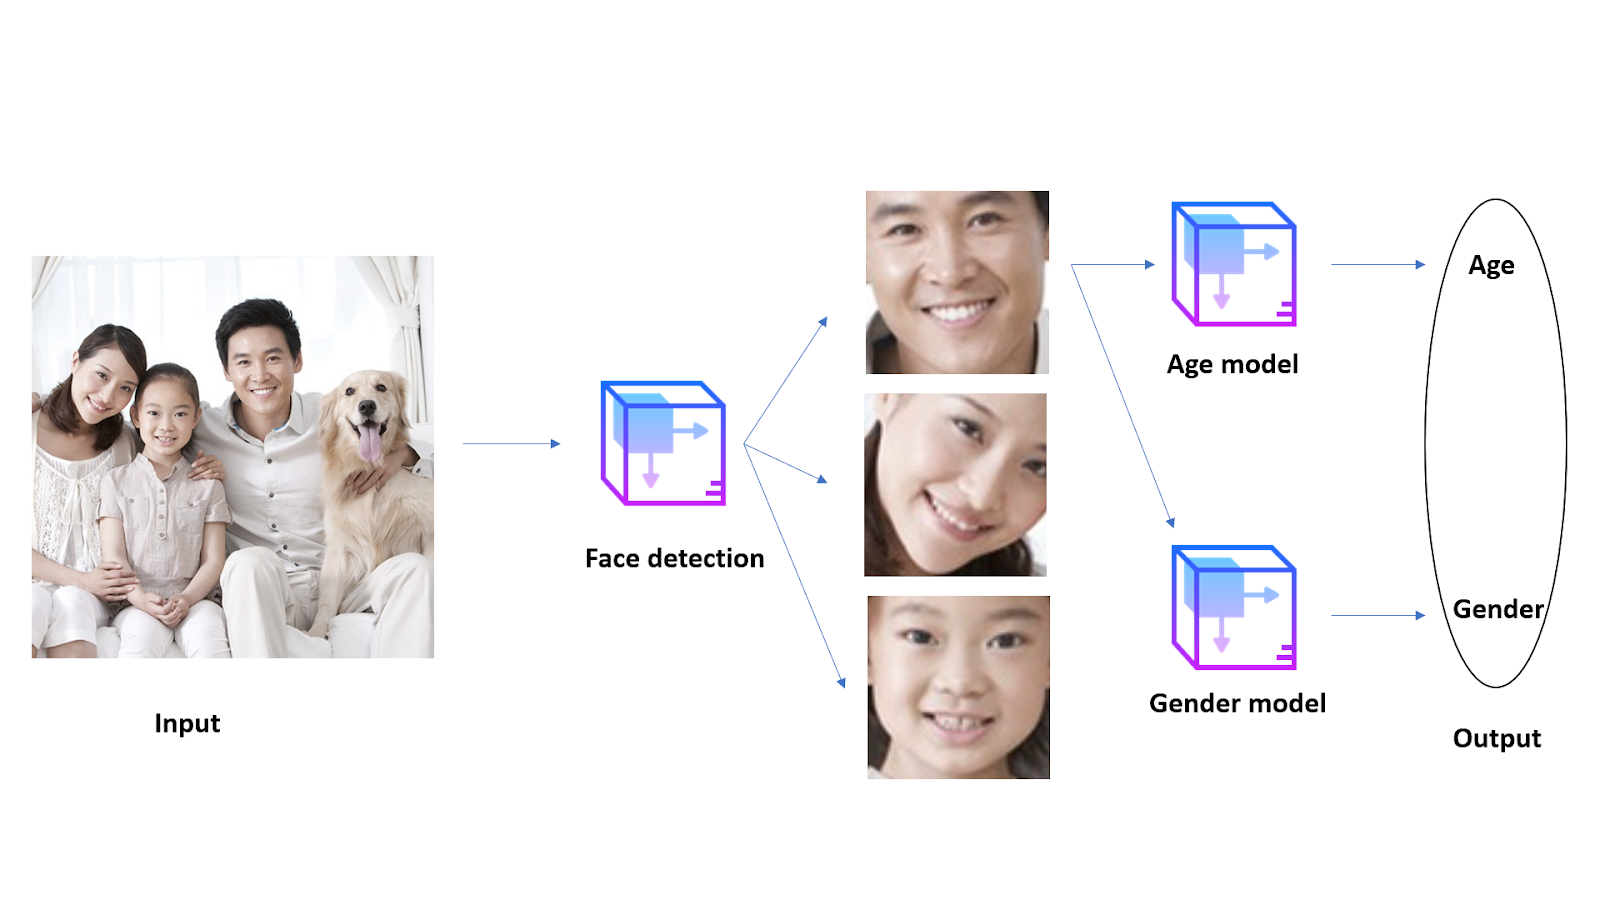 Input
Face detection
Age model
Gender model
Age
Gender
Output